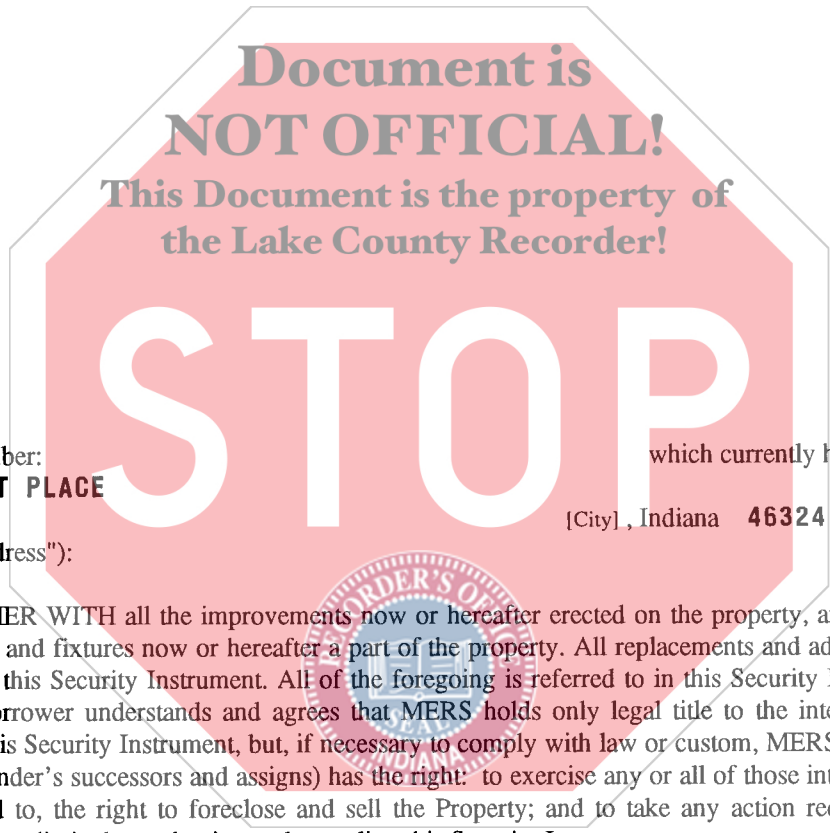 Document is
NOT OFFICIAL!
This Document is the property of
the Lake County Recorder!
STOP
ber: which currently h
T PLACE
[City] , Indiana 46324
dress"):
ER WITH all the improvements now or hereafter erected on the property, a
and fixtures now or hereafter a part of the property. All replacements and ad
this Security Instrument. All of the foregoing is referred to in this Security
rrower understands and agrees that MERS holds only legal title to the inte
is Security Instrument, but, if necessary to comply with law or custom, MERS
nder's successors and assigns) has the right: to exercise any or all of those int
d to, the right to foreclose and sell the Property; and to take any action rec
RECORDER'S OFFICE
SEAL
INDIANA